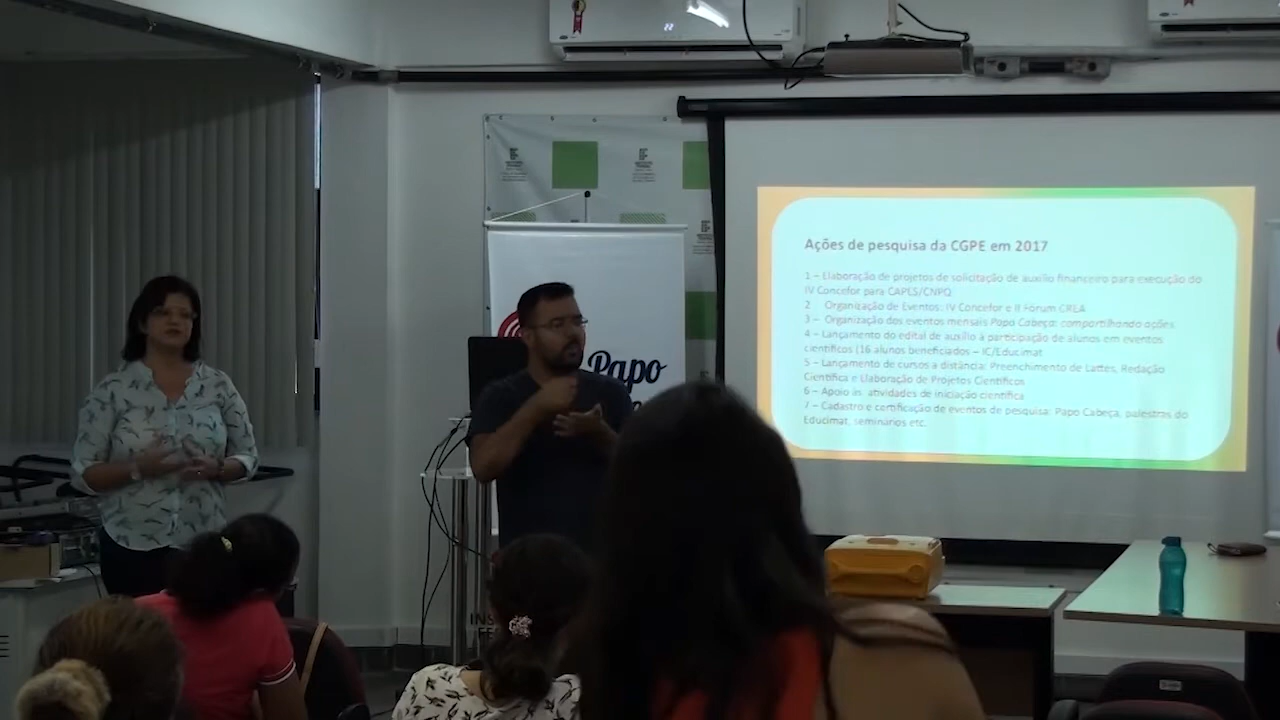 Ações de pesquisa da CGPE em 2017
1 – Elaboração de projetos de solicitação de auxílio financeiro para execução do
IV Concefor para CAPES/CNPQ
2 Organização de Eventos: IV Concefor e II Fórum CREA
3 – Organização dos eventos mensais Papo Cabeça: compartilhando ações
4 – Lançamento do edital de auxílio à participação de alunos em eventos
científicos (16 alunos beneficiados – IC/Educimat
5 – Lançamento de cursos a distância: Preenchimento de Lattes, Redação
Científica e Elaboração de Projetos Científicos
6 – Apoio às atividades de iniciação científica
7 – Cadastro e certificação de eventos de pesquisa: Papo Cabeça, palestras do
Educimat, seminários etc.
Papo